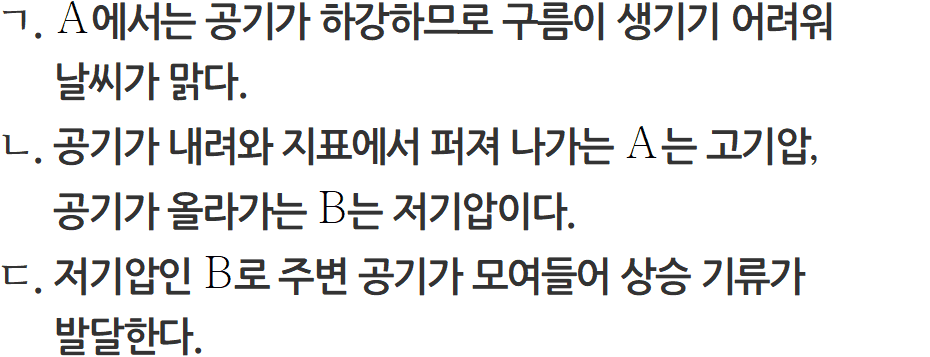 ㄱ. A에서는 공기가 하강하므로 구름이 생기기 어려워
날씨가 맑다.
ㄴ. 공기가 내려와 지표에서 퍼져 나가는 A는 고기압,
공기가 올라가는 B는 저기압이다.
ㄷ. 저기압인 B로 주변 공기가 모여들어 상승 기류가
발달한다.